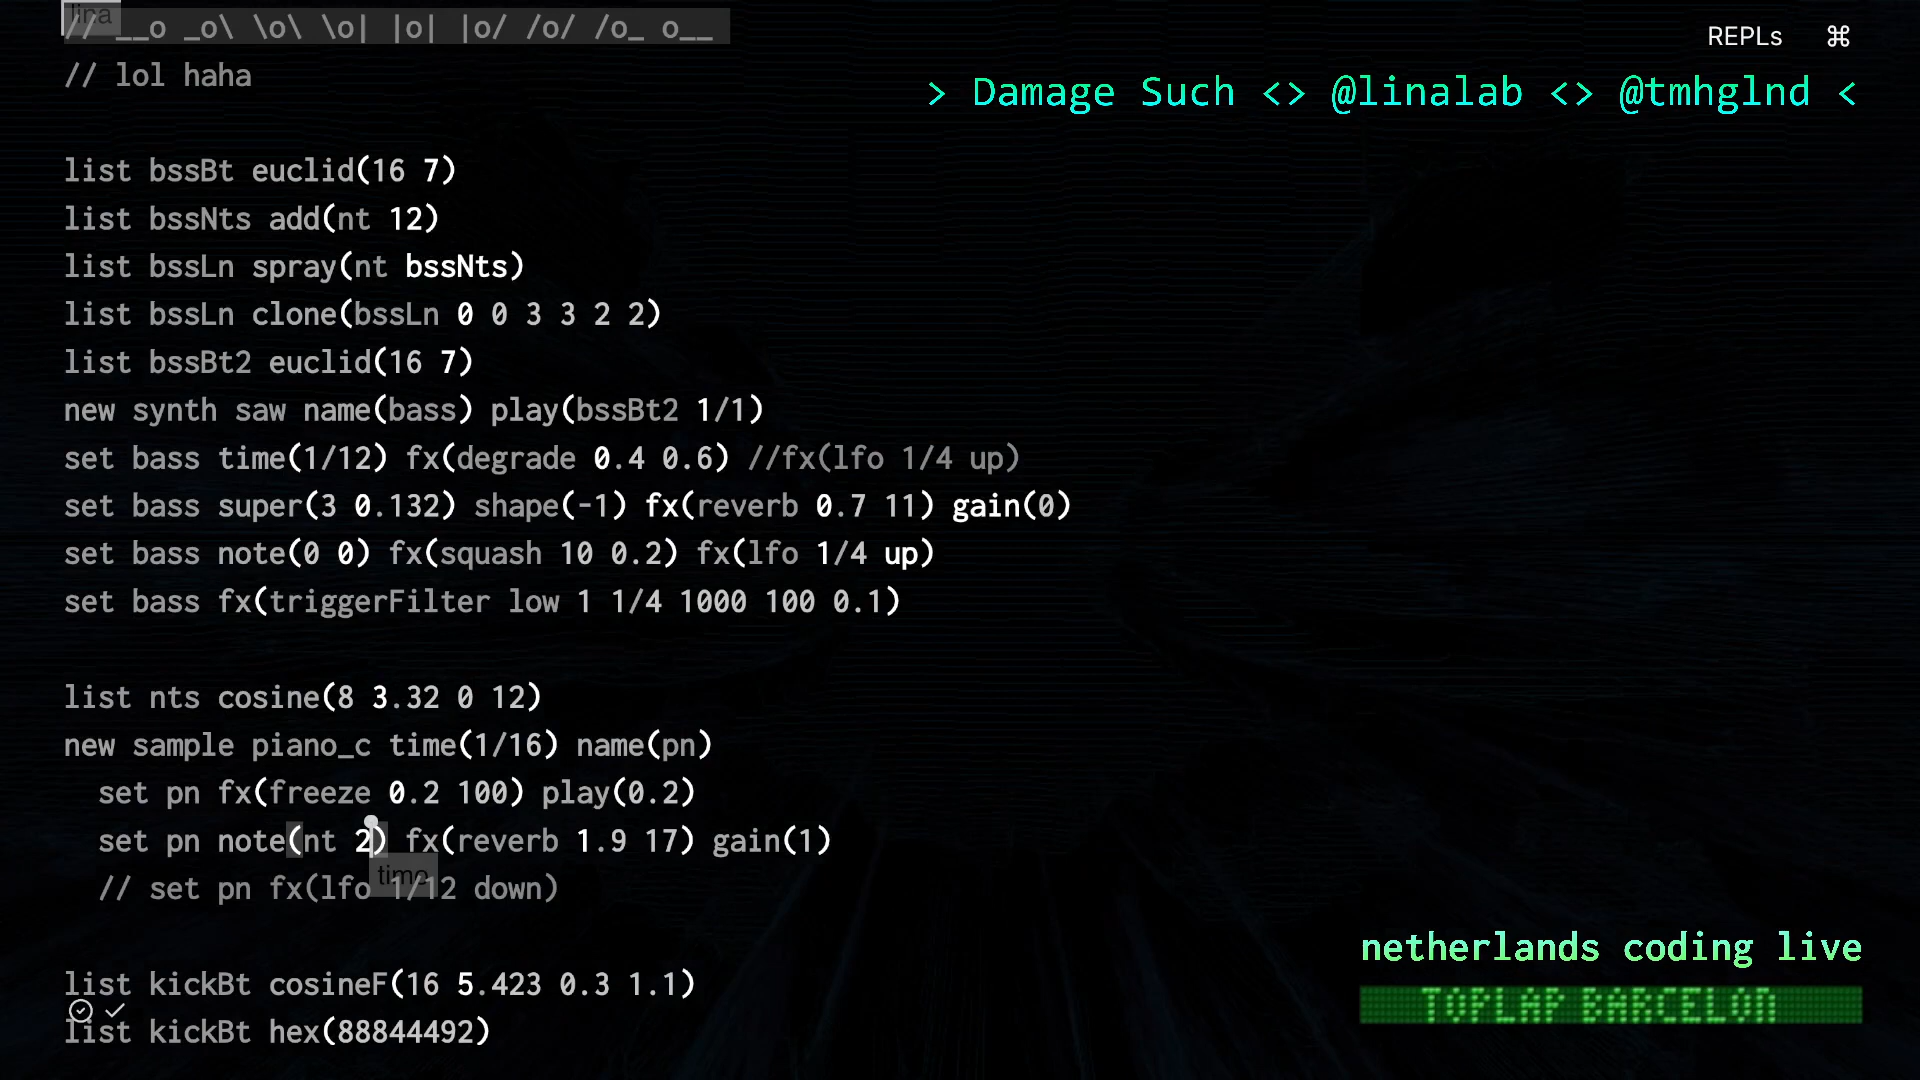 lina
// __o _o\ \o\ \o| |o| |o/ /o/ /o_ o__
// lol haha
REPLs ⌘
> Damage Such <> @linalab <> @tmhglnd <
list bssBt euclid(16 7)
list bssNts add(nt 12)
list bssLn spray(nt bssNts)
list bssLn clone(bssLn 0 0 3 3 2 2)
list bssBt2 euclid(16 7)
new synth saw name(bass) play(bssBt2 1/1)
set bass time(1/12) fx(degrade 0.4 0.6) //fx(lfo 1/4 up)
set bass super(3 0.132) shape(-1) fx(reverb 0.7 11) gain(0)
set bass note(0 0) fx(squash 10 0.2) fx(lfo 1/4 up)
set bass fx(triggerFilter low 1 1/4 1000 100 0.1)
list nts cosine(8 3.32 0 12)
new sample piano_c time(1/16) name(pn)
set pn fx(freeze 0.2 100) play(0.2)
set pn note(nt 2) fx(reverb 1.9 17) gain(1)
timo
// set pn fx(lfo 1/12 down)
list kickBt cosineF(16 5.423 0.3 1.1)
list kickBt hex(88844492)
netherlands coding live
TOPLAP BARCELON